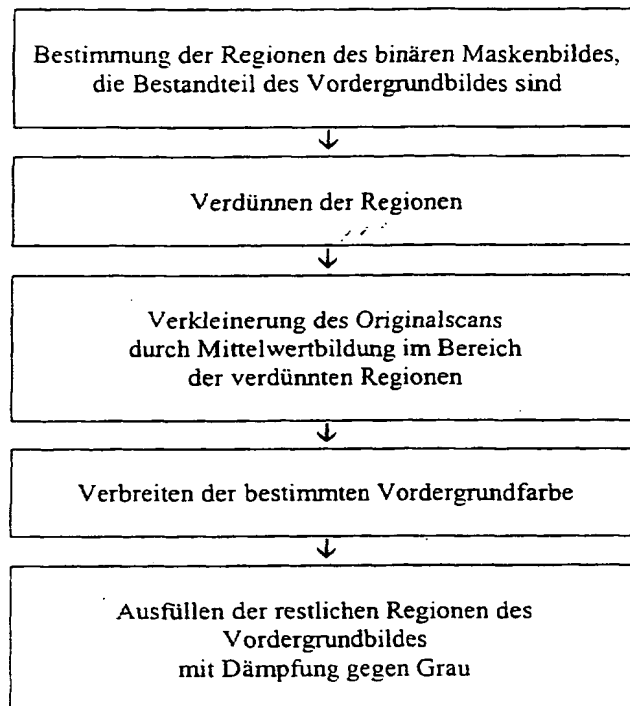 Bestimmung der Regionen des binären Maskenbildes,
die Bestandteil des Vordergrundbildes sind
↓
Verdünnen der Regionen
↓
Verkleinerung des Originalscans
durch Mittelwertbildung im Bereich
der verdünnten Regionen
↓
Verbreiten der bestimmten Vordergrundfarbe
↓
Ausfüllen der restlichen Regionen des
Vordergrundbildes
mit Dämpfung gegen Grau